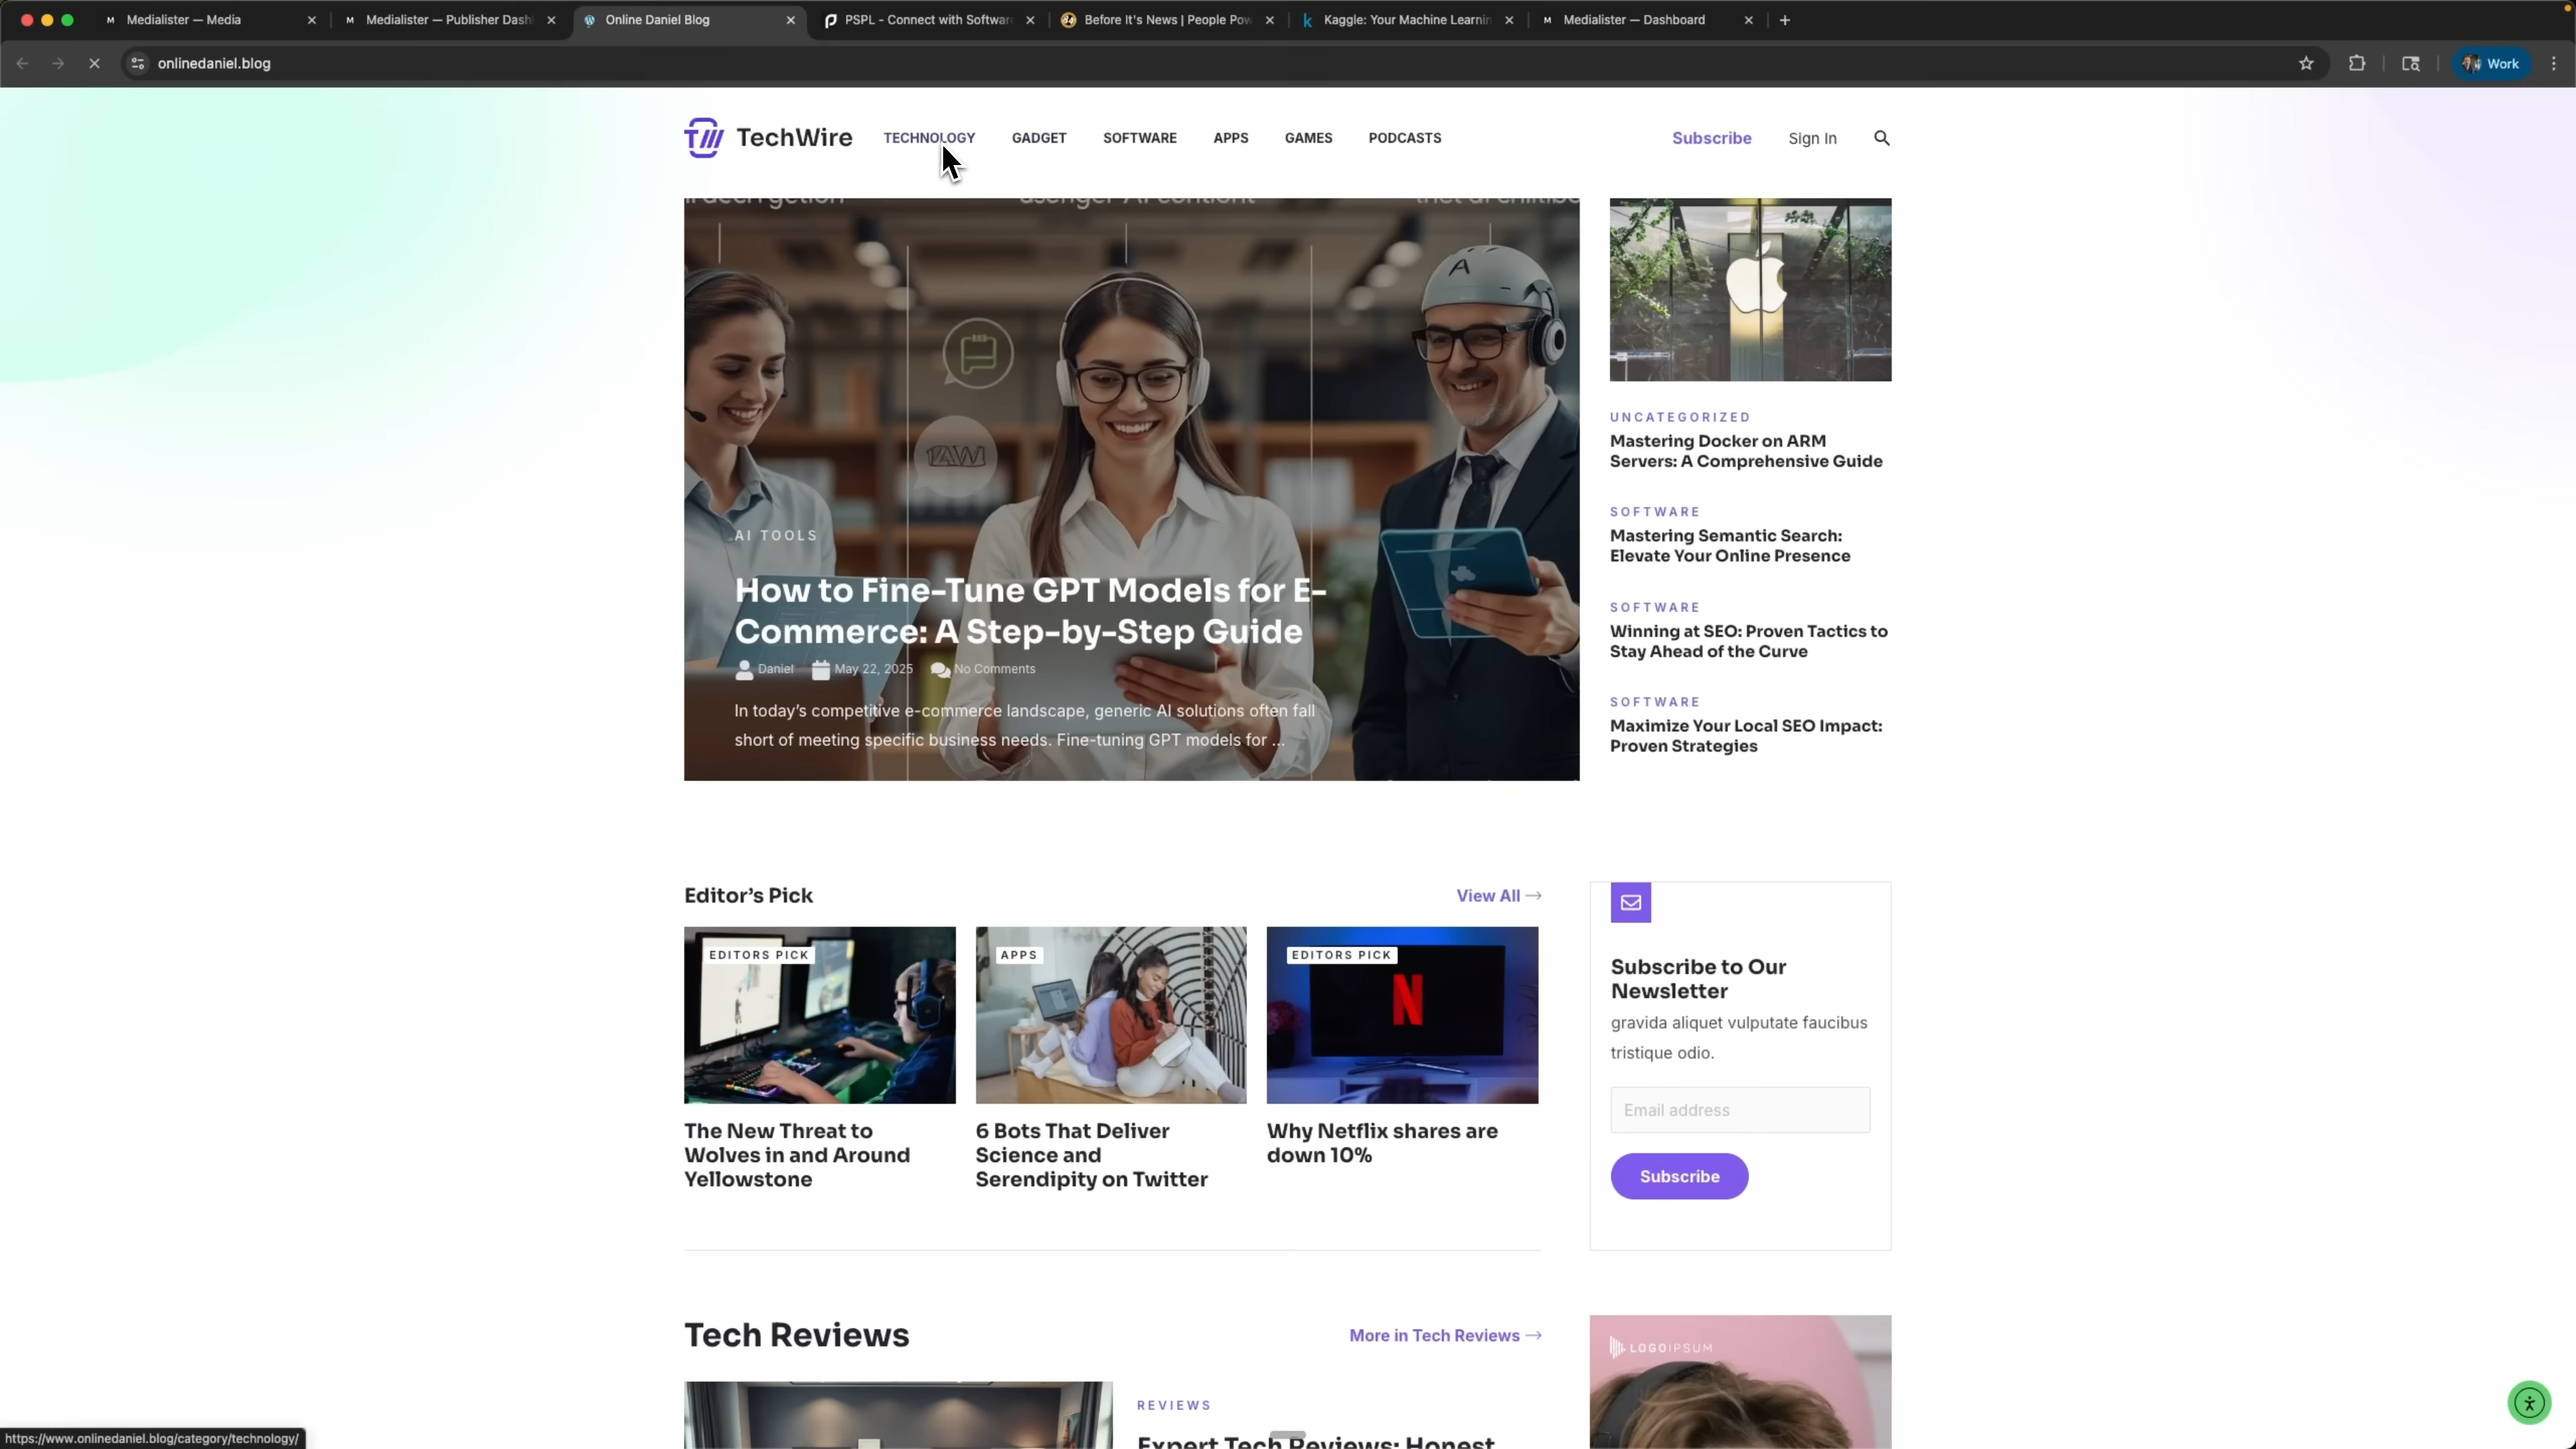 Medialister — Media
Medialister — Publisher Dash
Online Daniel Blog
PSPL - Connect with Softwar
Before It's News | People Pow
Kaggle: Your Machine Learnin
Medialister — Dashboard
onlinedaniel.blog
Work
TechWire
TECHNOLOGY
GADGET
SOFTWARE
APPS
GAMES
PODCASTS
Subscribe
Sign In
AI TOOLS
How to Fine-Tune GPT Models for E-
Commerce: A Step-by-Step Guide
Daniel
May 22, 2025
No Comments
In today's competitive e-commerce landscape, generic AI solutions often fall
short of meeting specific business needs. Fine-tuning GPT models for ...
UNCATEGORIZED
Mastering Docker on ARM
Servers: A Comprehensive Guide
SOFTWARE
Mastering Semantic Search:
Elevate Your Online Presence
SOFTWARE
Winning at SEO: Proven Tactics to
Stay Ahead of the Curve
SOFTWARE
Maximize Your Local SEO Impact:
Proven Strategies
Editor's Pick
View All →
EDITORS PICK
The New Threat to
Wolves in and Around
Yellowstone
APPS
6 Bots That Deliver
Science and
Serendipity on Twitter
EDITORS PICK
N
Why Netflix shares are
down 10%
Subscribe to Our
Newsletter
gravida aliquet vulputate faucibus
tristique odio.
Email address
Subscribe
Tech Reviews
More in Tech Reviews →
LOGOIPSUM
REVIEWS
Expert Tech Reviews: Honest
https://www.onlinedaniel.blog/category/technology/